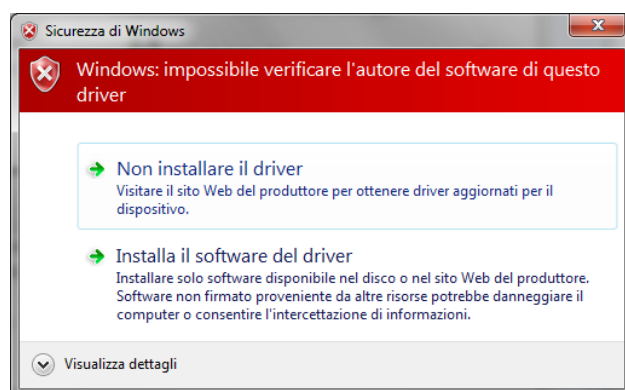 Sicurezza di Windows
Windows: impossibile verificare l'autore del software di questo
driver
Non installare il driver
Visitare il sito Web del produttore per ottenere driver aggiornati per il
dispositivo.
Installa il software del driver
Installare solo software disponibile nel disco o nel sito Web del produttore.
Software non firmato proveniente da altre risorse potrebbe danneggiare il
computer o consentire l'intercettazione di informazioni.
Visualizza dettagli